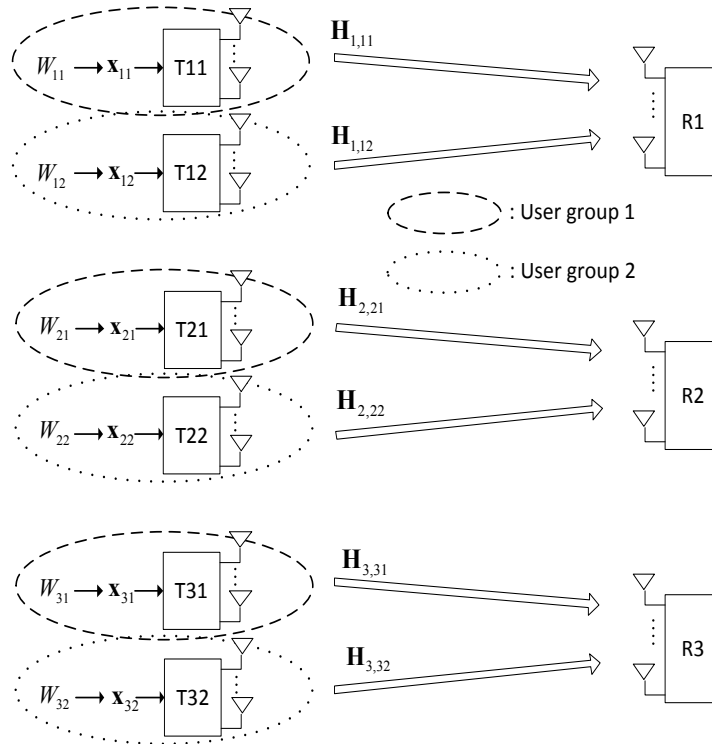 H1,11
W11 x11 T11
R1
W12 x12 T12
H1,12
: User group 1
: User group 2
H2,21
W21 x21 T21
R2
H2,22
W22 x22 T22
H3,31
W31 x31 T31
R3
H3,32
W32 x32 T32